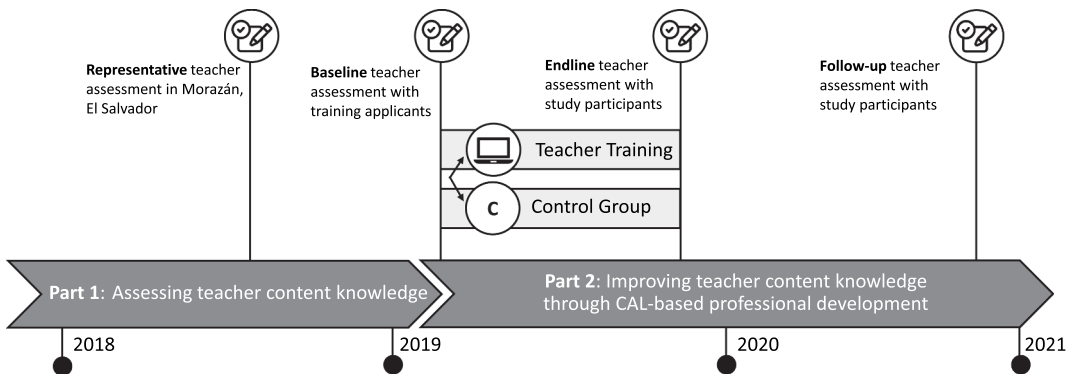 Representative teacher
assessment in Morazán,
El Salvador
Baseline teacher
assessment with
training applicants
Endline teacher
assessment with
study participants
Follow-up teacher
assessment with
study participants
Teacher Training
C
Control Group
Part 1: Assessing teacher content knowledge
Part 2: Improving teacher content knowledge
through CAL-based professional development
2018
2019
2020
2021